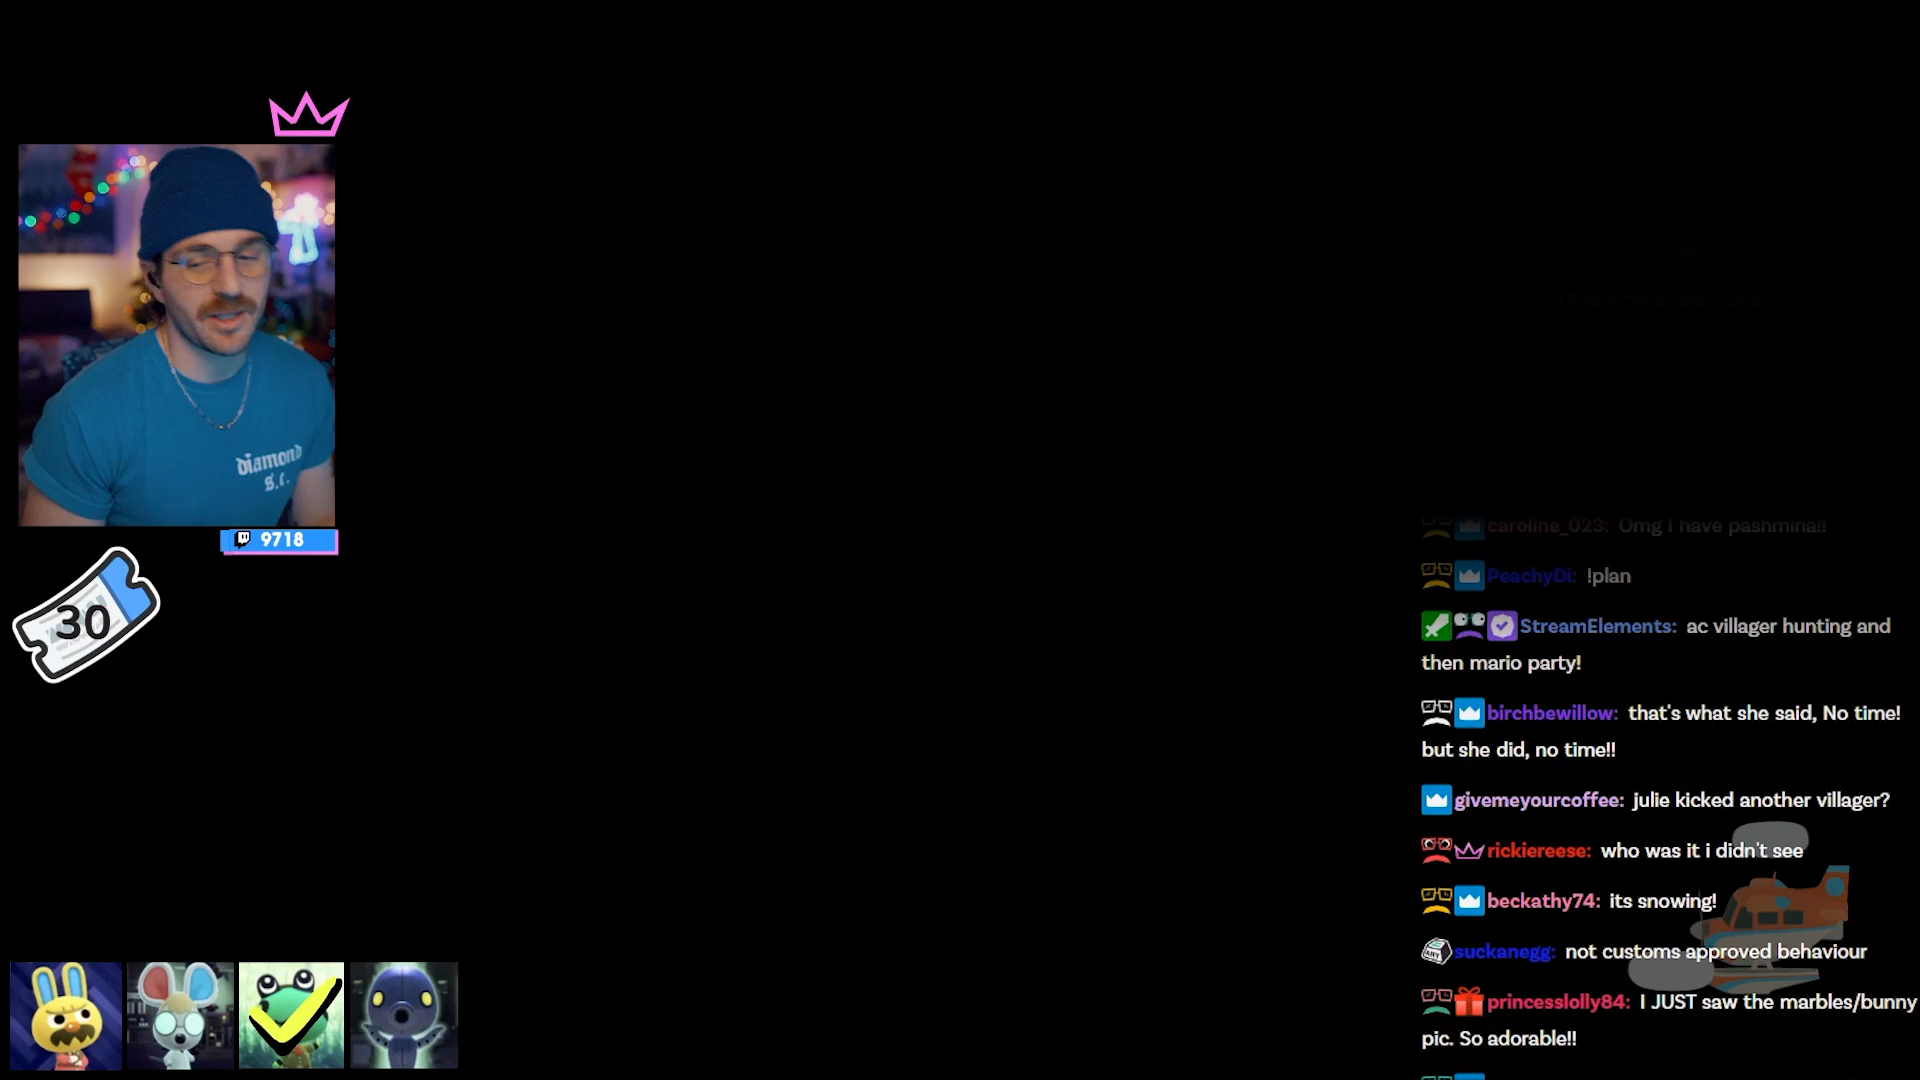 diamond
s.c.
9718
30
caroline_023: Omg I have pashmina!!
PeachyDi: !plan
StreamElements: ac villager hunting and
then mario party!
birchbewillow: that's what she said, No time!
but she did, no time!!
givemeyourcoffee: julie kicked another villager?
rickiereese: who was it i didn't see
beckathy74: its snowing!
suckanegg: not customs approved behaviour
princesslolly84: I JUST saw the marbles/bunny
pic. So adorable!!